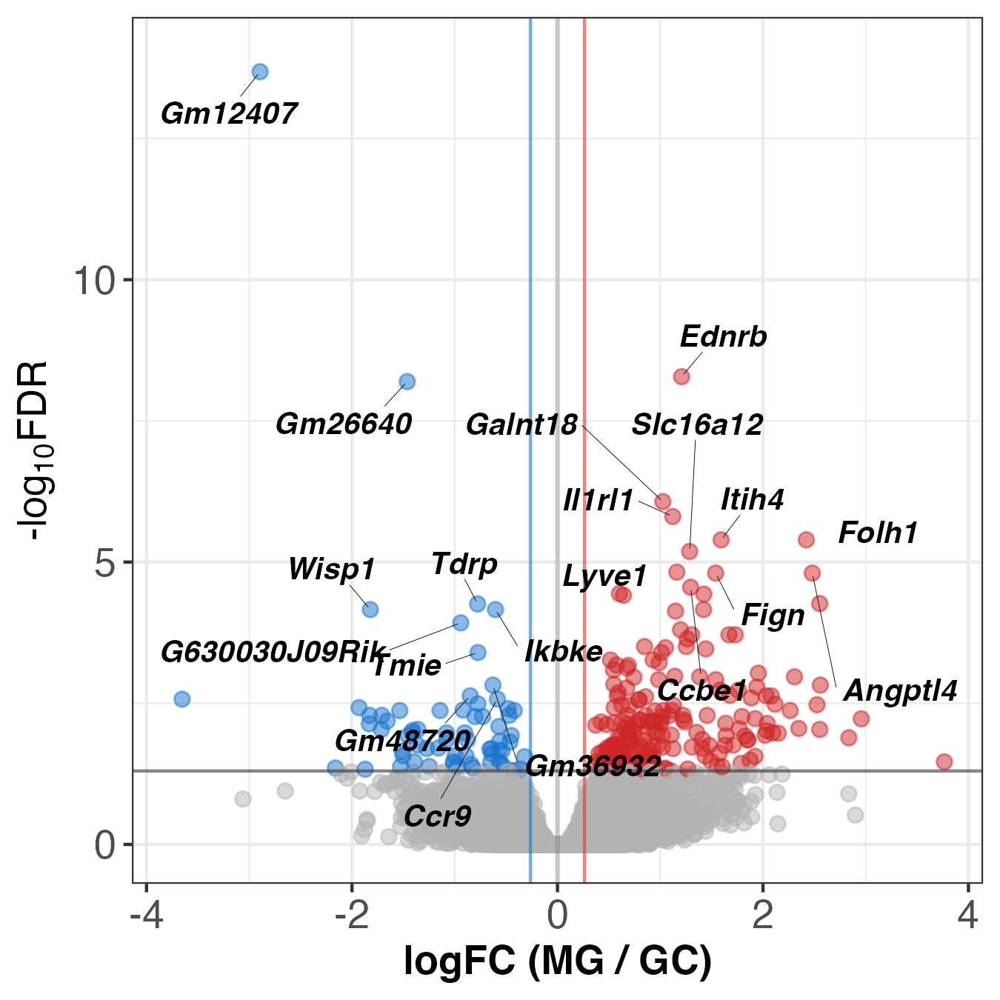 Gm12407
10
Ednrb
Gm26640
Galnt18
Slc16a12
Il1rl1
Itih4
Folh1
5
Wisp1
Tdrp
Lyve1
Fign
G630030J09Rik
Tmie
Ikbke
Ccbe1
Angptl4
Gm48720
Gm36932
Ccr9
0
-4
-2
0
2
4
logFC (MG / GC)
-log10FDR